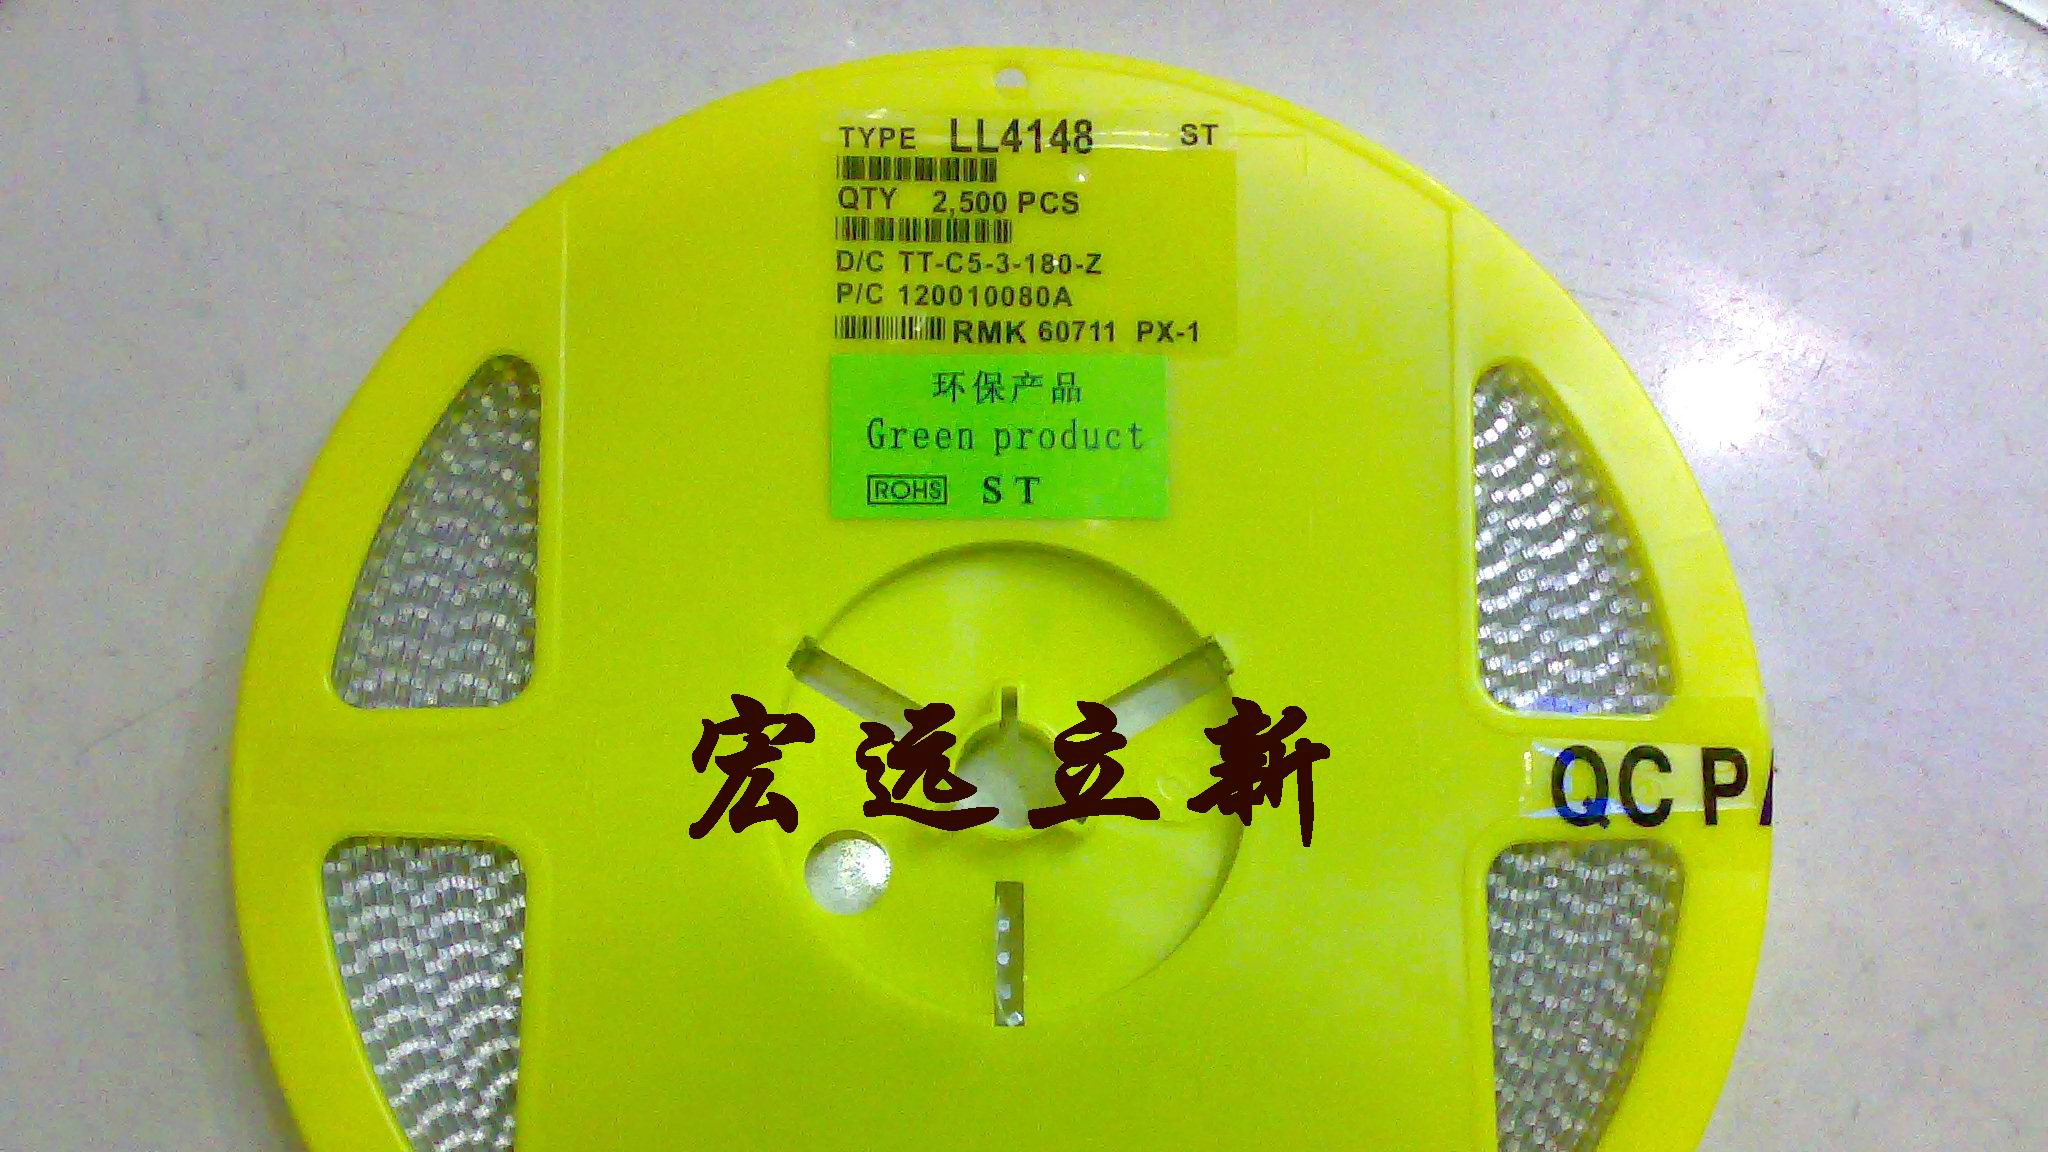 TYPE LL4148 ST
QTY 2,500 PCS
D/C TT-C5-3-180-Z
P/C 120010080A
RMK 60711 PX-1
环保产品
Green product
ROHS ST
宏远立新
QC P